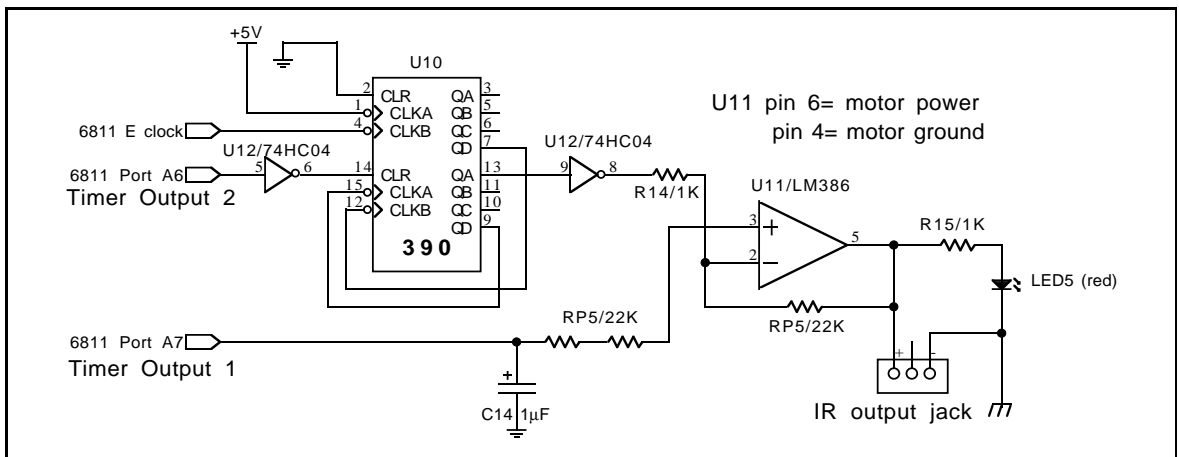 +5V
U10
2 CLR QA 3
1 CLKA QB 5
4 CLKB QC 6
QD 7
6811 E clock
U12/74HC04
5 6
6811 Port A6
Timer Output 2
14 CLR QA 13
15 CLKA QB 11
12 CLKB QC 10
QD 9
390
U12/74HC04
9 8
R14/1K
U11 pin 6= motor power
pin 4= motor ground
U11/LM386
3 +
2 −
5
R15/1K
LED5 (red)
RP5/22K
RP5/22K
6811 Port A7
Timer Output 1
+
C14 1µF
+ -
IR output jack